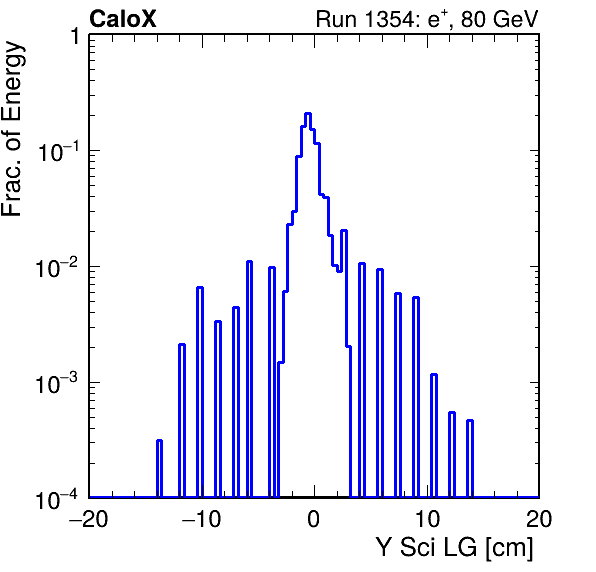 CaloX Run 1354: e⁺, 80 GeV
Frac. of Energy
1
10⁻¹
10⁻²
10⁻³
10⁻⁴
−20 −10 0 10 20
Y Sci LG [cm]